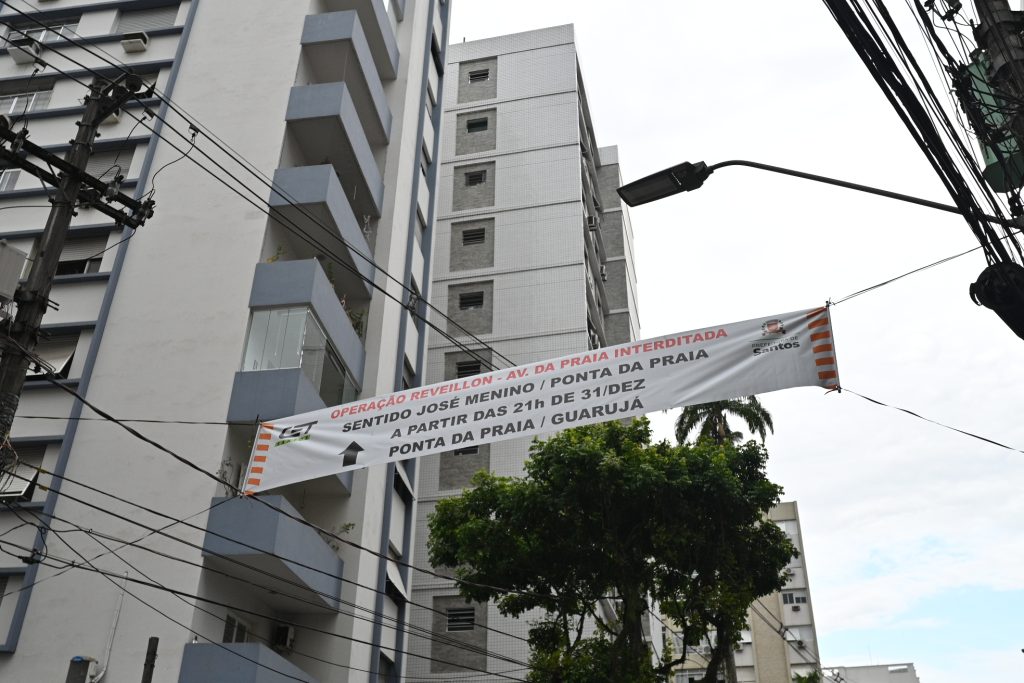 OPERAÇÃO REVEILLON - AV. DA PRAIA INTERDITADA
SENTIDO JOSÉ MENINO / PONTA DA PRAIA
A PARTIR DAS 21h DE 31/DEZ
PONTA DA PRAIA / GUARUJÁ
CET
PREFEITURA DE
Santos